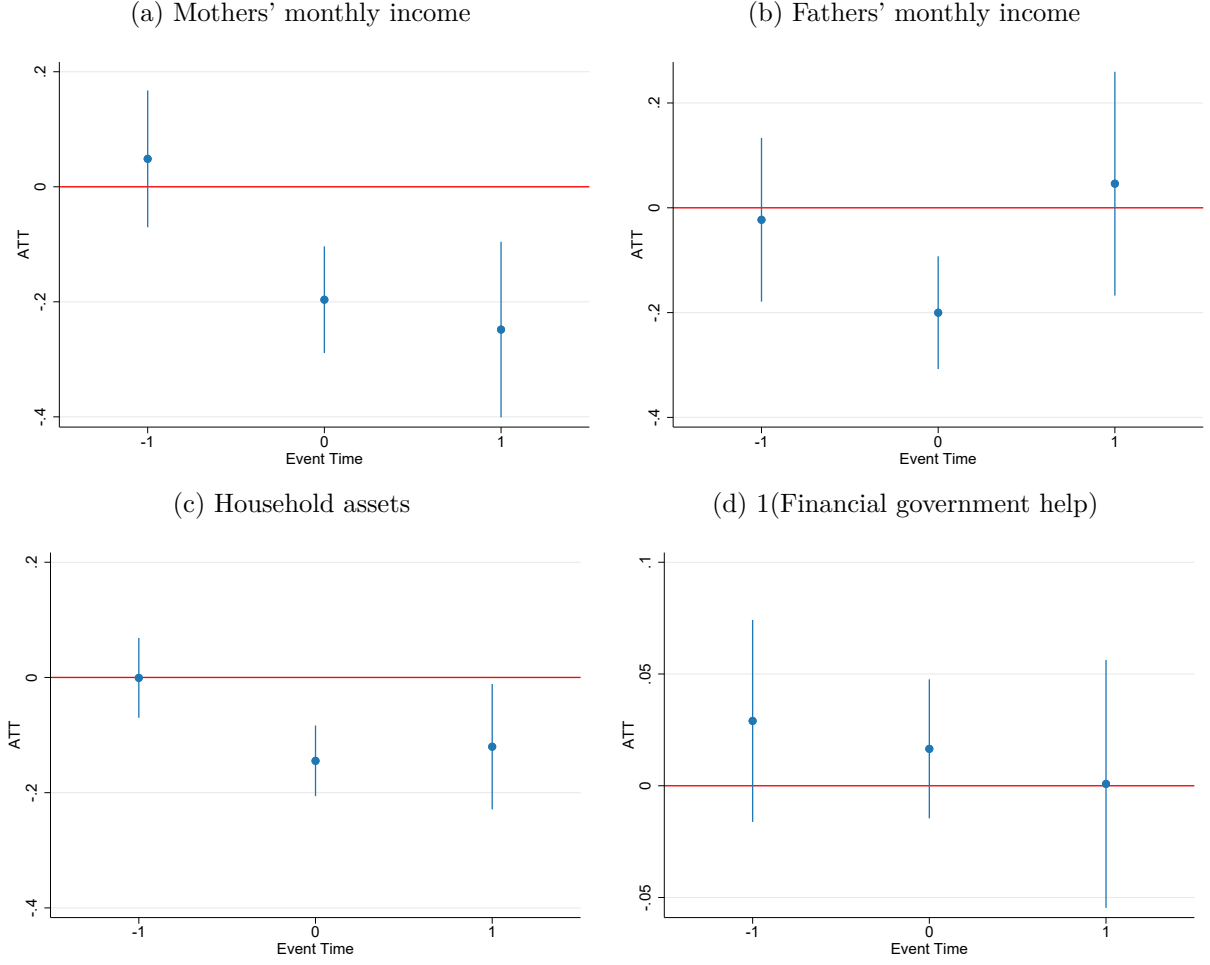 (a) Mothers' monthly income
.2
0
-.2
-.4
ATT
-1
0
1
Event Time
(b) Fathers' monthly income
.2
0
-.2
-.4
ATT
-1
0
1
Event Time
(c) Household assets
.2
0
-.2
-.4
ATT
-1
0
1
Event Time
(d) 1(Financial government help)
.1
.05
0
-.05
ATT
-1
0
1
Event Time